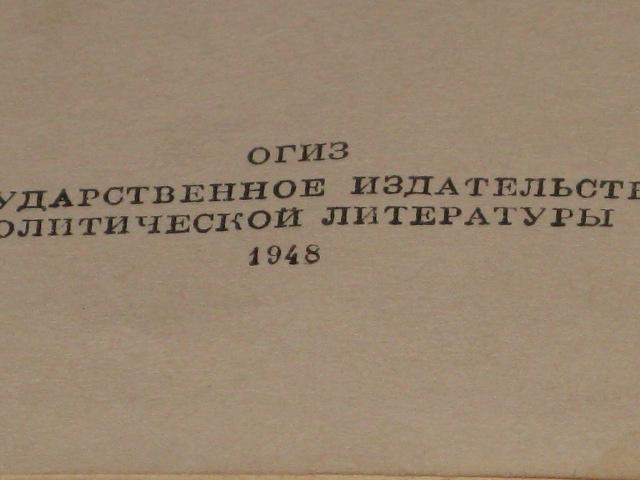 ОГИЗ
УДАРСТВЕННОЕ ИЗДАТЕЛЬСТВ
ОЛИТИЧЕСКОЙ ЛИТЕРАТУРЫ
1948